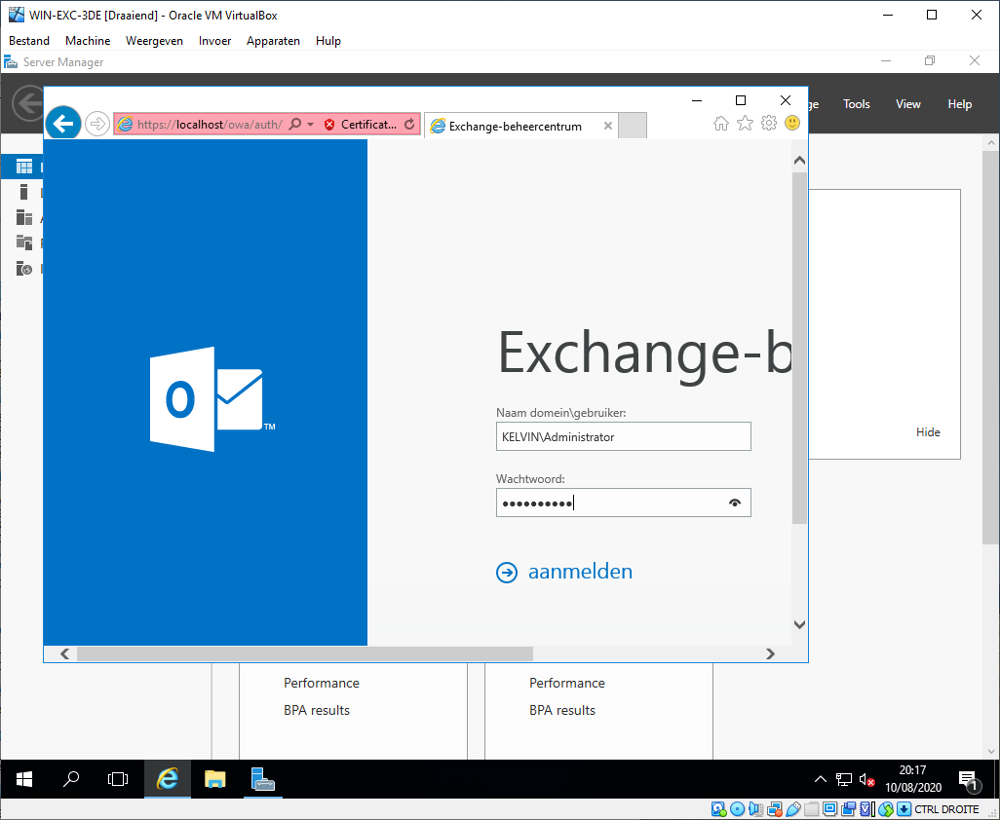 WIN-EXC-3DE [Draaiend] - Oracle VM VirtualBox
Bestand Machine Weergeven Invoer Apparaten Hulp
Server Manager
Tools View Help
https://localhost/owa/auth/ Certificat... Exchange-beheercentrum
Exchange-b
Naam domein\gebruiker:
KELVIN\Administrator
Hide
Wachtwoord:
••••••••••
aanmelden
O
TM
Performance Performance
BPA results BPA results
20:17
10/08/2020
1
CTRL DROITE